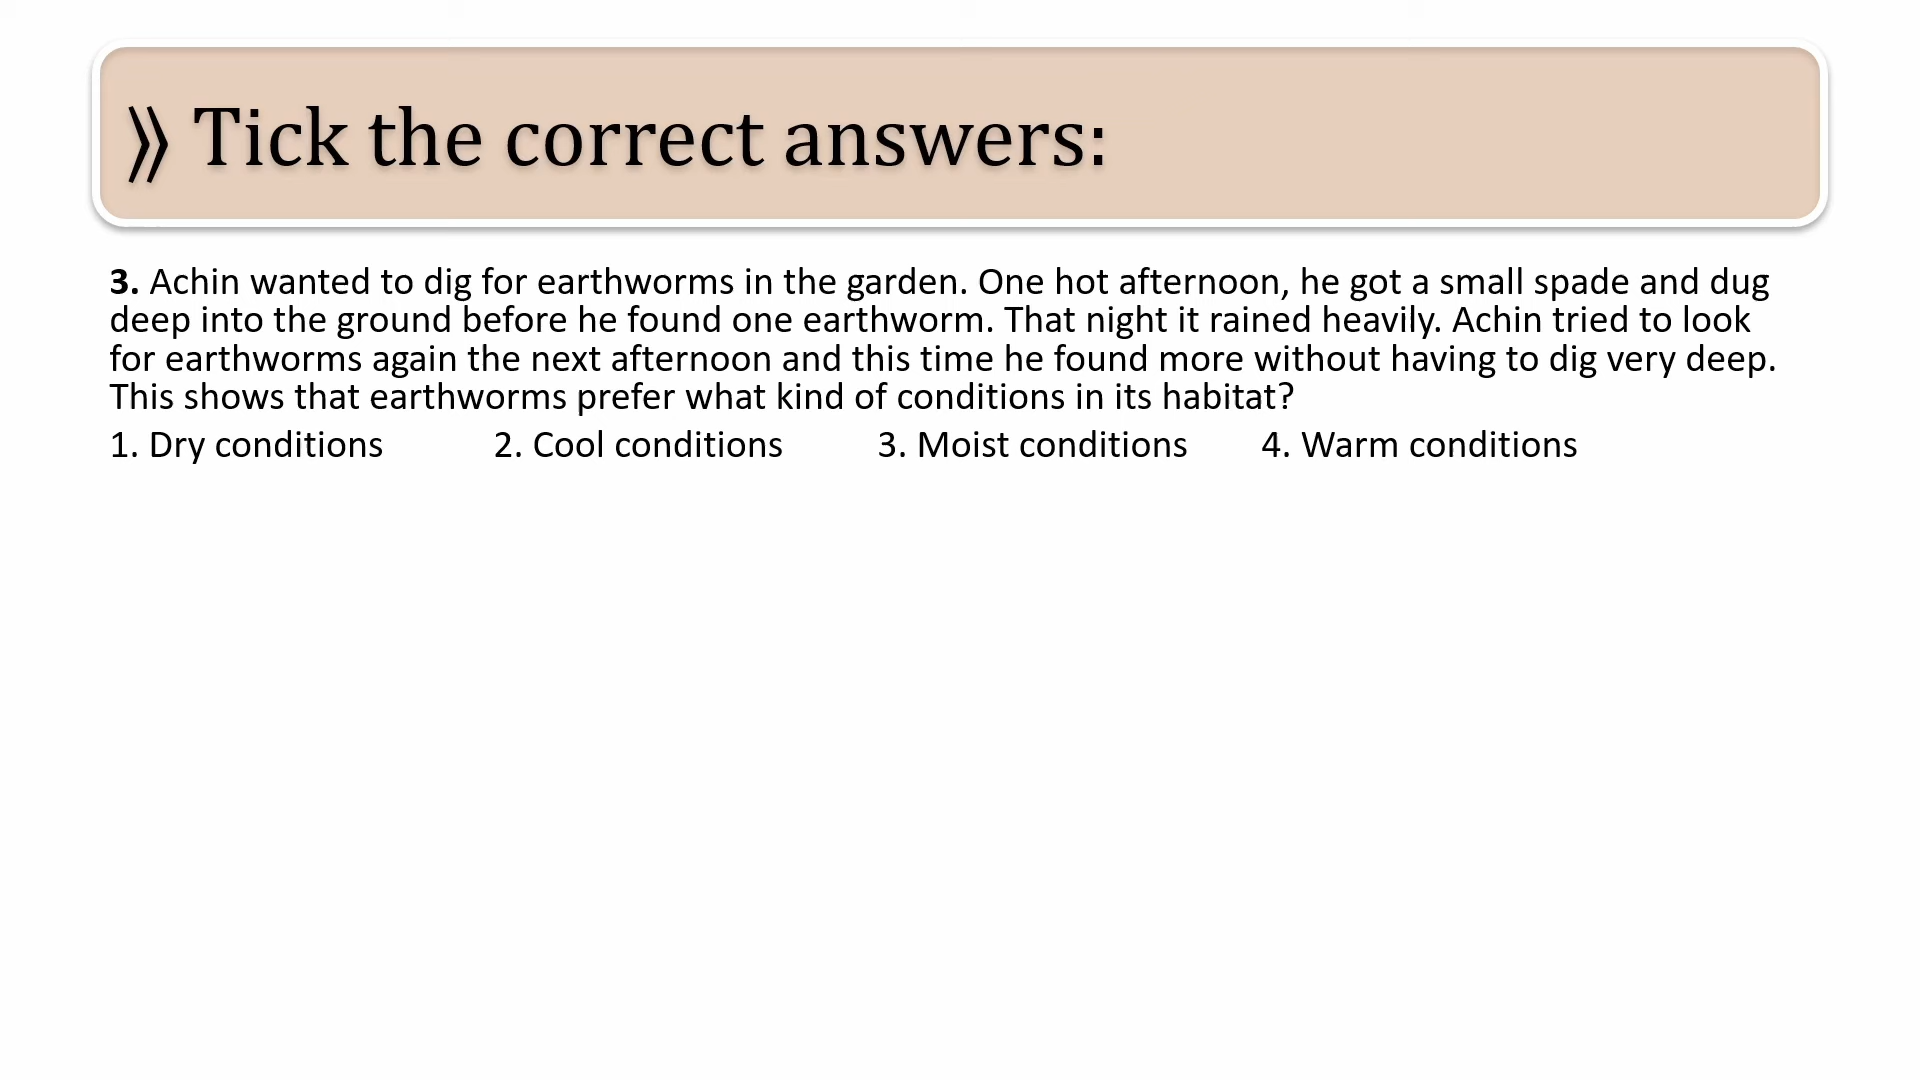 ⟫ Tick the correct answers:
3. Achin wanted to dig for earthworms in the garden. One hot afternoon, he got a small spade and dug
deep into the ground before he found one earthworm. That night it rained heavily. Achin tried to look
for earthworms again the next afternoon and this time he found more without having to dig very deep.
This shows that earthworms prefer what kind of conditions in its habitat?
1. Dry conditions 2. Cool conditions 3. Moist conditions 4. Warm conditions